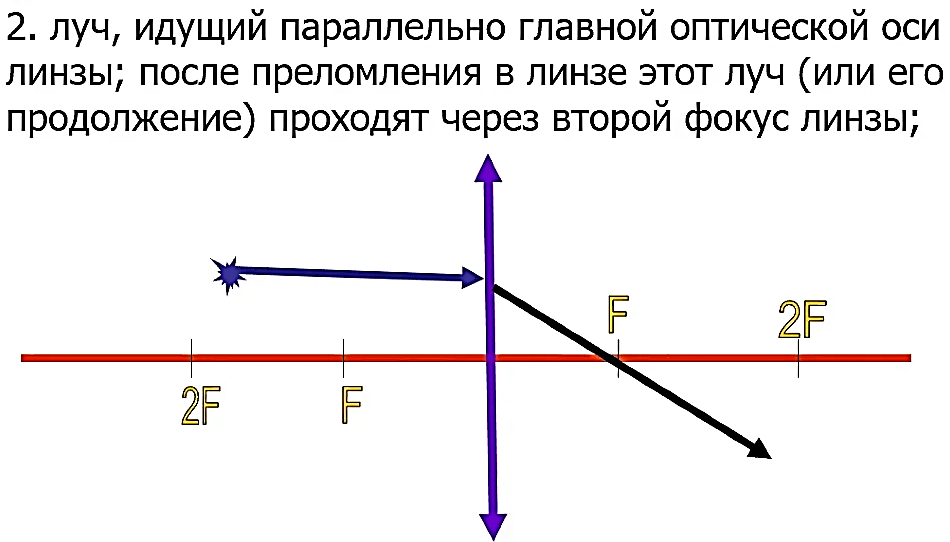 2. луч, идущий параллельно главной оптической оси
линзы; после преломления в линзе этот луч (или его
продолжение) проходят через второй фокус линзы;
F
2F
2F
F